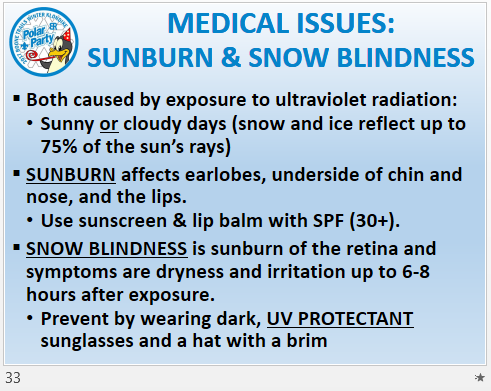 Polar
Party
MEDICAL ISSUES:
SUNBURN & SNOW BLINDNESS
▪ Both caused by exposure to ultraviolet radiation:
• Sunny or cloudy days (snow and ice reflect up to
75% of the sun’s rays)
▪ SUNBURN affects earlobes, underside of chin and
nose, and the lips.
• Use sunscreen & lip balm with SPF (30+).
▪ SNOW BLINDNESS is sunburn of the retina and
symptoms are dryness and irritation up to 6-8
hours after exposure.
• Prevent by wearing dark, UV PROTECTANT
sunglasses and a hat with a brim
33